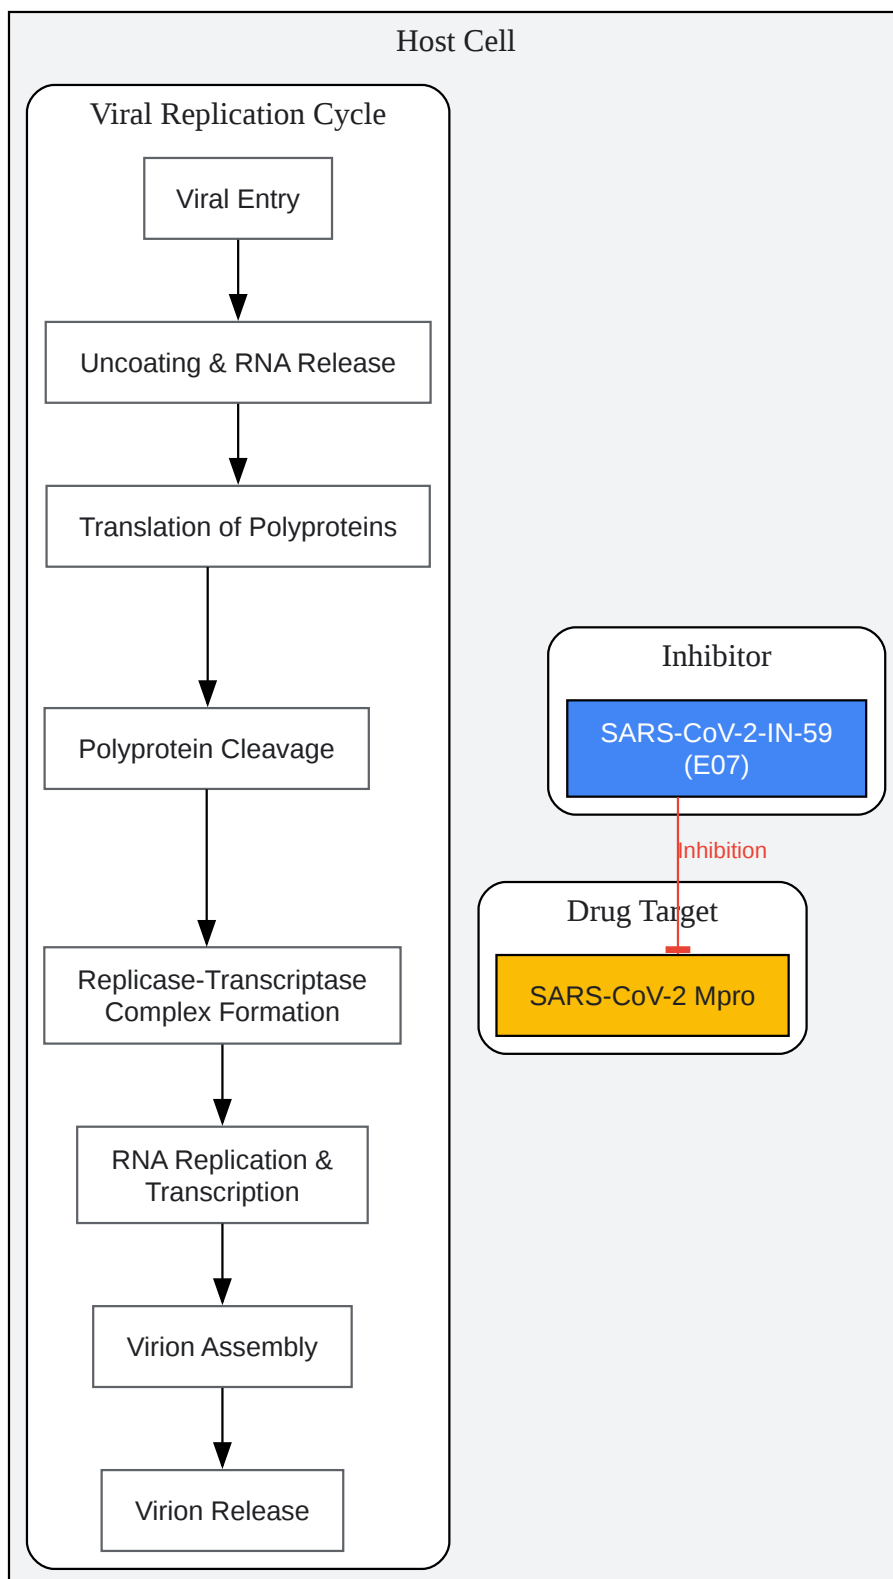 Host Cell
Viral Replication Cycle
Viral Entry
Uncoating & RNA Release
Translation of Polyproteins
Polyprotein Cleavage
Replicase-Transcriptase
Complex Formation
RNA Replication &
Transcription
Virion Assembly
Virion Release
Inhibitor
SARS-CoV-2-IN-59
(E07)
Inhibition
Drug Target
SARS-CoV-2 Mpro